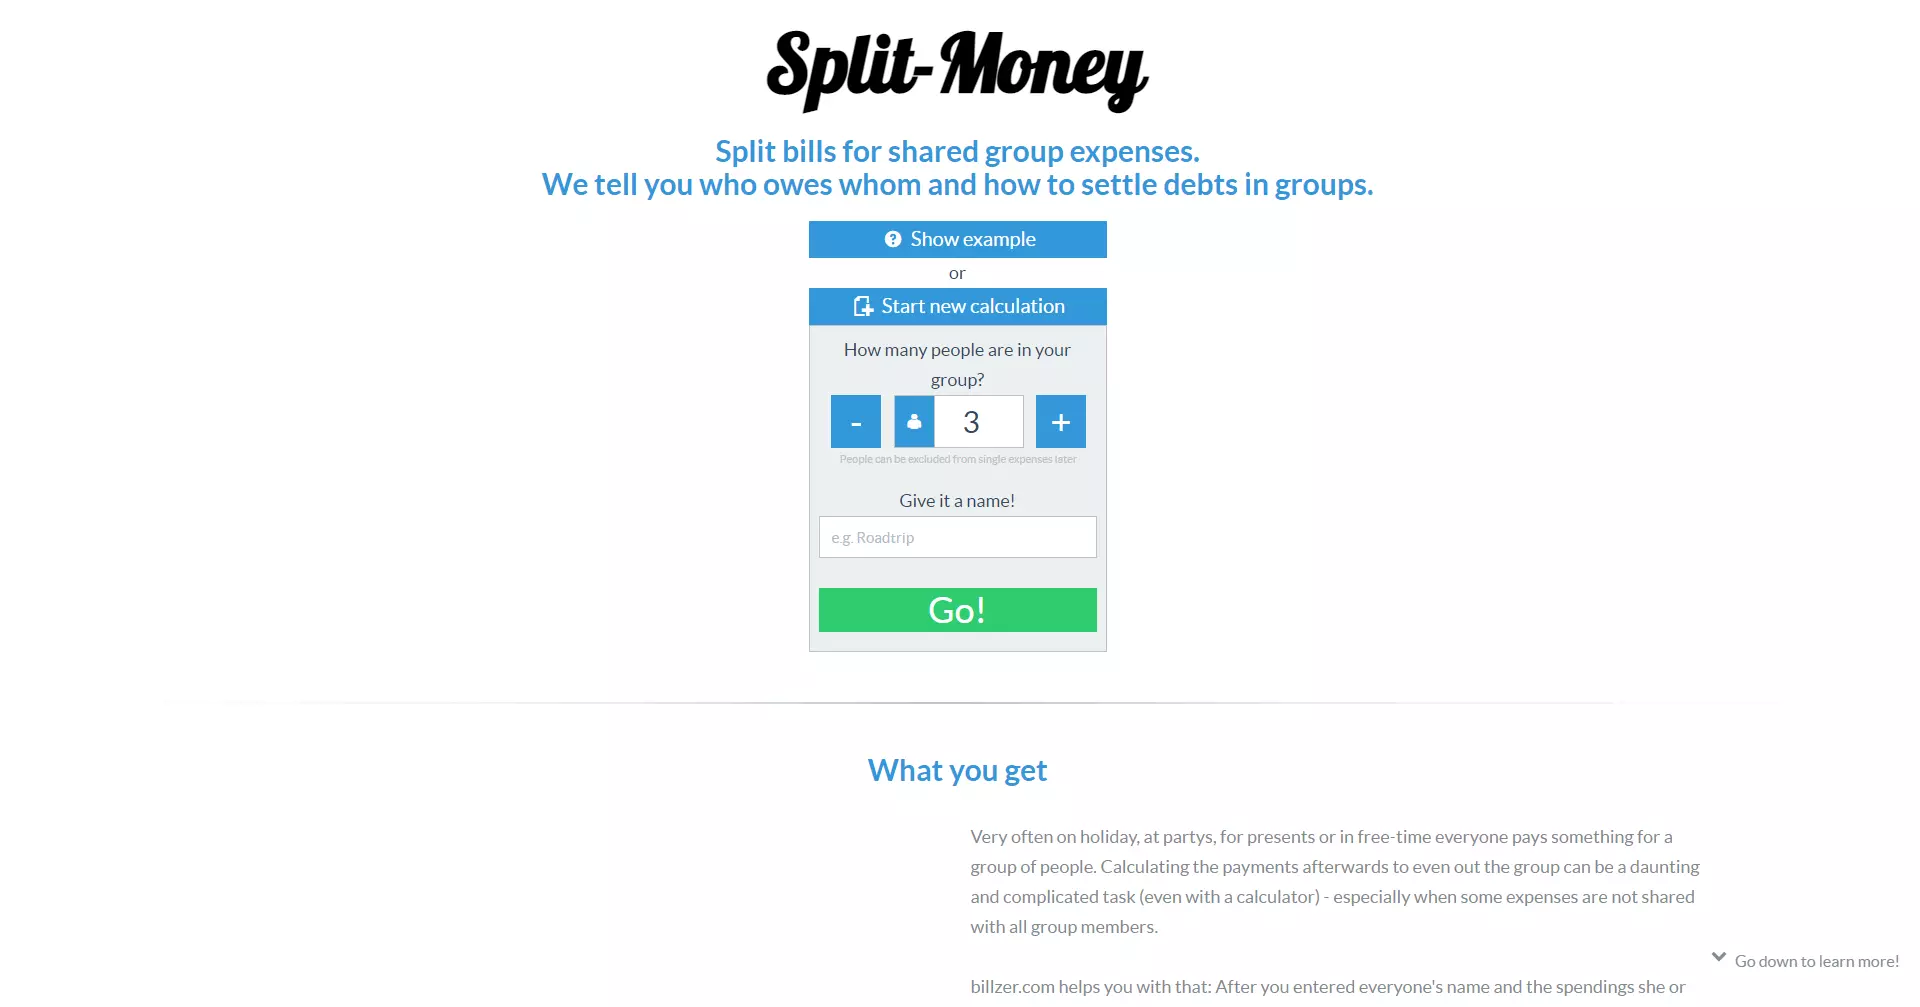 Split-Money
Split bills for shared group expenses.
We tell you who owes whom and how to settle debts in groups.
Show example
or
Start new calculation
How many people are in your
group?
- 3 +
People can be excluded from single expenses later
Give it a name!
e.g. Roadtrip
Go!
What you get
Very often on holiday, at partys, for presents or in free-time everyone pays something for a
group of people. Calculating the payments afterwards to even out the group can be a daunting
and complicated task (even with a calculator) - especially when some expenses are not shared
with all group members.
Go down to learn more!
billzer.com helps you with that: After you entered everyone's name and the spendings she or